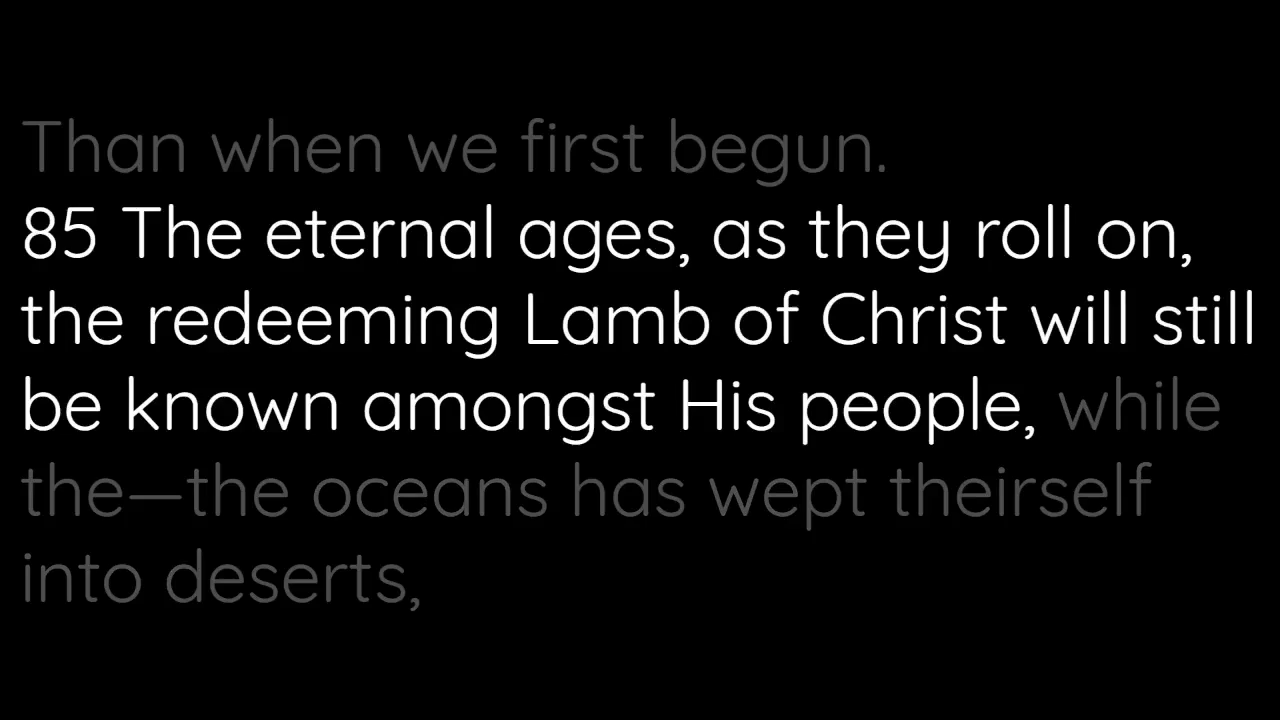 Than when we first begun.
85 The eternal ages, as they roll on,
the redeeming Lamb of Christ will still
be known amongst His people, while
the—the oceans has wept theirself
into deserts,